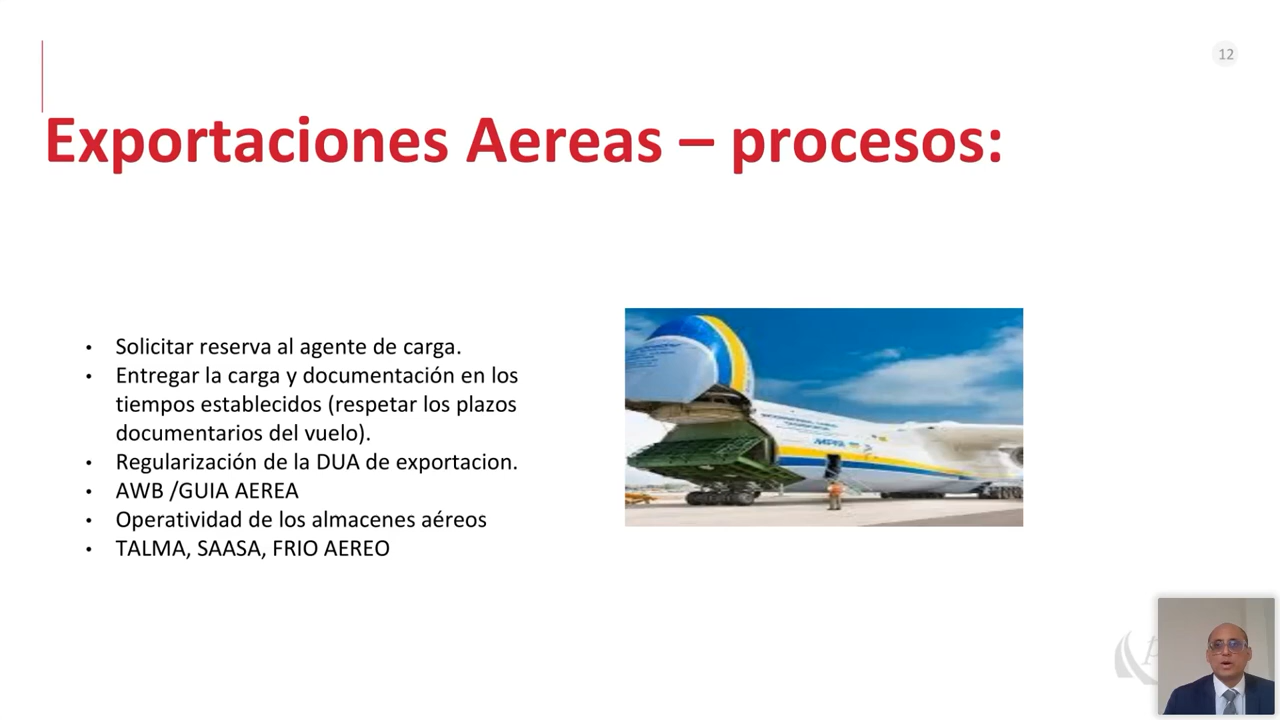 12
Exportaciones Aereas – procesos:
• Solicitar reserva al agente de carga.
• Entregar la carga y documentación en los
tiempos establecidos (respetar los plazos
documentarios del vuelo).
• Regularización de la DUA de exportacion.
• AWB /GUIA AEREA
• Operatividad de los almacenes aéreos
• TALMA, SAASA, FRIO AEREO